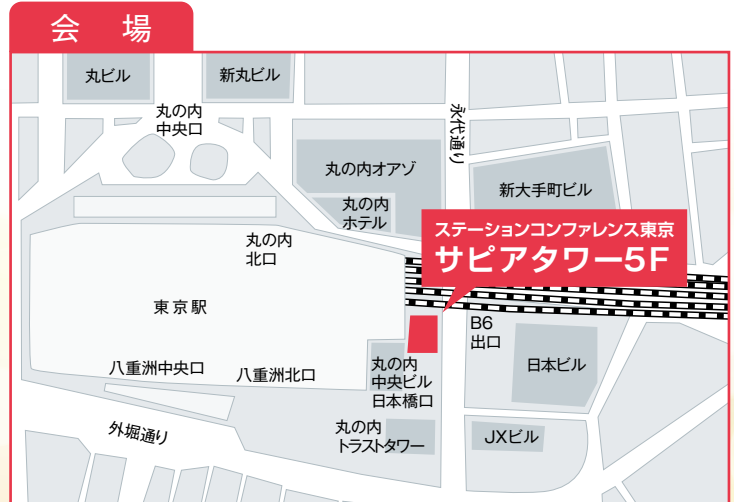 会場
丸ビル
新丸ビル
丸の内
中央口
永代通り
丸の内オアゾ
新大手町ビル
丸の内
ホテル
ステーションコンファレンス東京
サピアタワー5F
丸の内
北口
東京駅
B6
出口
八重洲中央口
八重洲北口
丸の内
中央ビル
日本橋口
日本ビル
外堀通り
丸の内
トラストタワー
JXビル